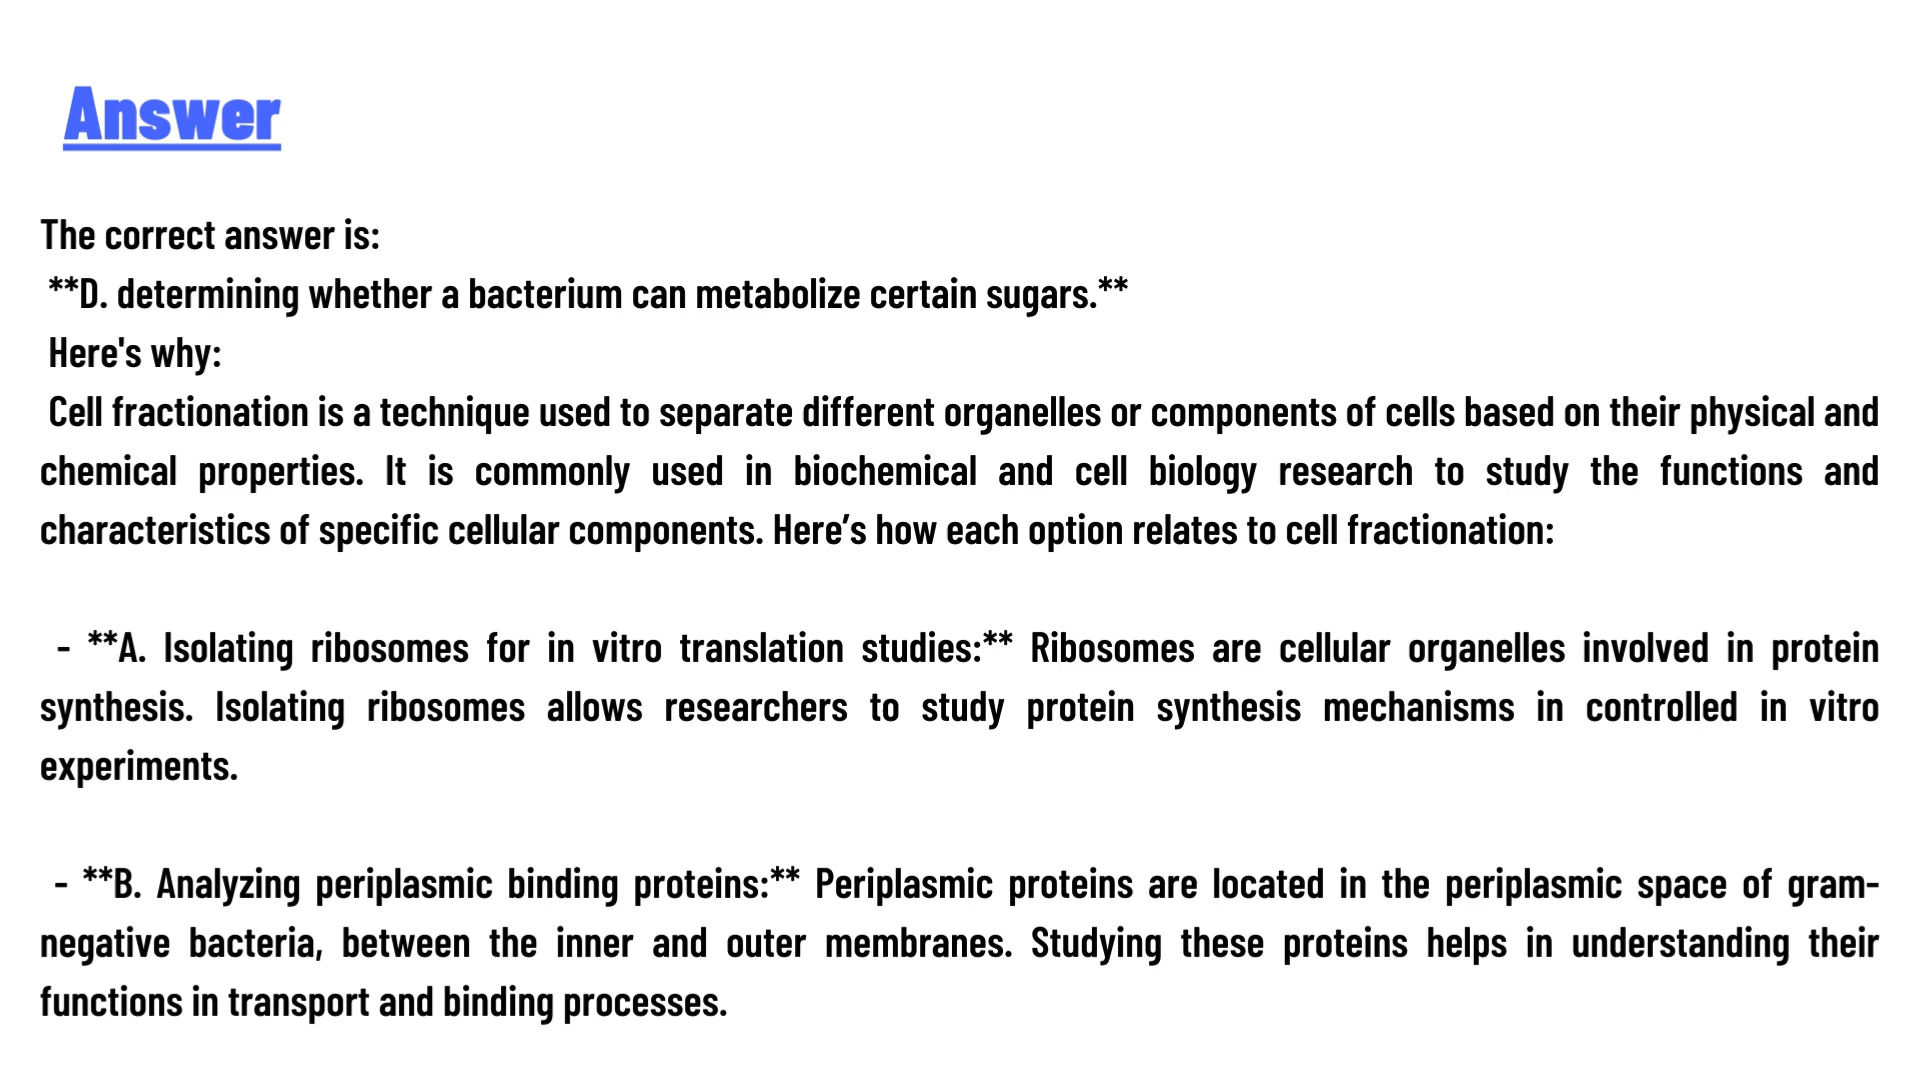 Answer
The correct answer is:
**D. determining whether a bacterium can metabolize certain sugars.**
Here's why:
Cell fractionation is a technique used to separate different organelles or components of cells based on their physical and
chemical properties. It is commonly used in biochemical and cell biology research to study the functions and
characteristics of specific cellular components. Here’s how each option relates to cell fractionation:
- **A. Isolating ribosomes for in vitro translation studies:** Ribosomes are cellular organelles involved in protein
synthesis. Isolating ribosomes allows researchers to study protein synthesis mechanisms in controlled in vitro
experiments.
- **B. Analyzing periplasmic binding proteins:** Periplasmic proteins are located in the periplasmic space of gram-
negative bacteria, between the inner and outer membranes. Studying these proteins helps in understanding their
functions in transport and binding processes.